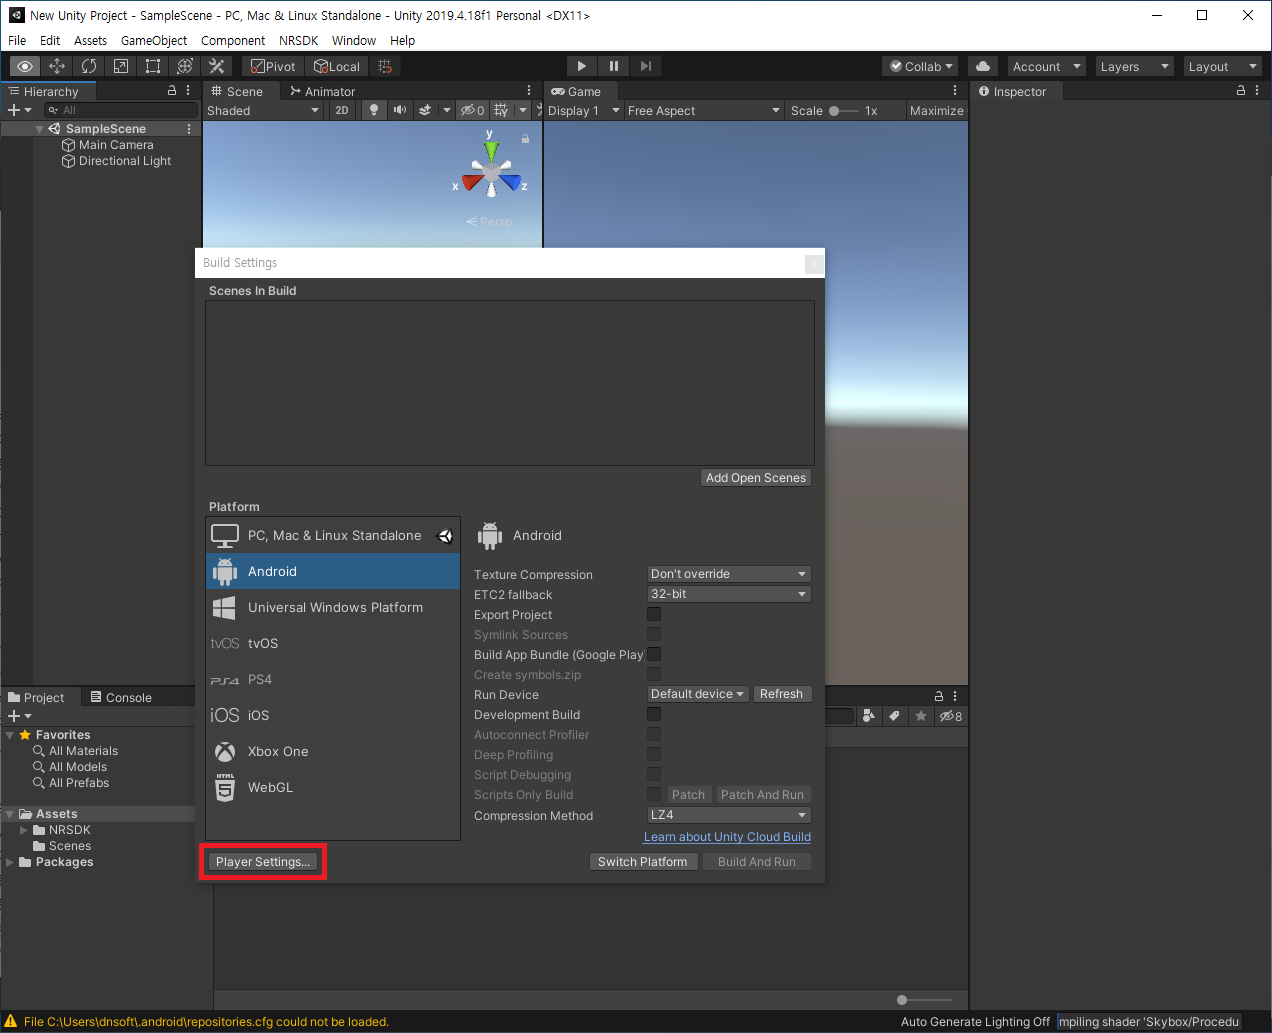 New Unity Project - SampleScene - PC, Mac & Linux Standalone - Unity 2019.4.18f1 Personal <DX11>
File Edit Assets GameObject Component NRSDK Window Help
Pivot Local Collab Account Layers Layout
Hierarchy
All
SampleScene
Main Camera
Directional Light
Scene Animator
Shaded 2D 0
y
x
z
Persp
Game
Display 1 Free Aspect Scale 1x Maximize
Inspector
Build Settings
Scenes In Build
Add Open Scenes
Platform
PC, Mac & Linux Standalone
Android
Universal Windows Platform
tvOS tvOS
PS4
iOS iOS
Xbox One
HTML
5
WebGL
Android
Texture Compression Don't override
ETC2 fallback 32-bit
Export Project
Symlink Sources
Build App Bundle (Google Play
Create symbols.zip
Run Device Default device Refresh
Development Build
Autoconnect Profiler
Deep Profiling
Script Debugging
Scripts Only Build Patch Patch And Run
Compression Method LZ4
Learn about Unity Cloud Build
Player Settings... Switch Platform Build And Run
Project Console
8
Favorites
All Materials
All Models
All Prefabs
Assets
NRSDK
Scenes
Packages
File C:\Users\dnsoft\.android\repositories.cfg could not be loaded.
Auto Generate Lighting Off mpiling shader 'Skybox/Procedu